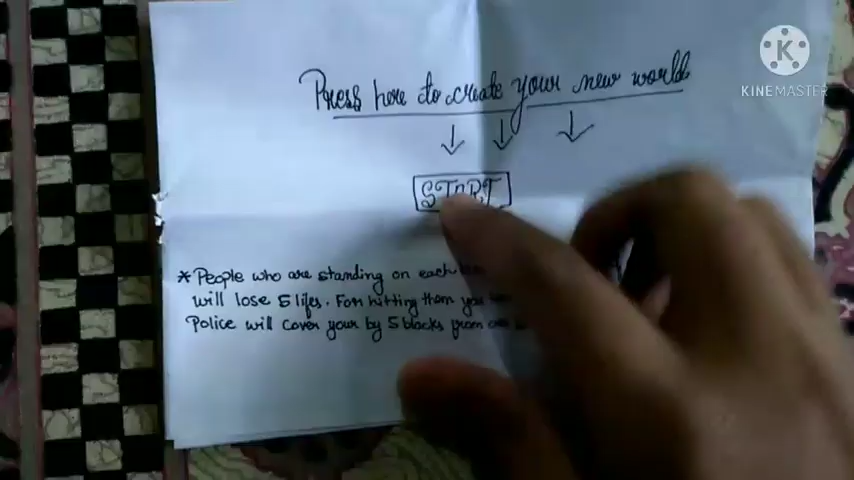 Press here to create your new world
START
* People who are standing on each
will lose 5 lifes. For hitting them you
Police will cover your by 5 blocks from
KINEMASTER